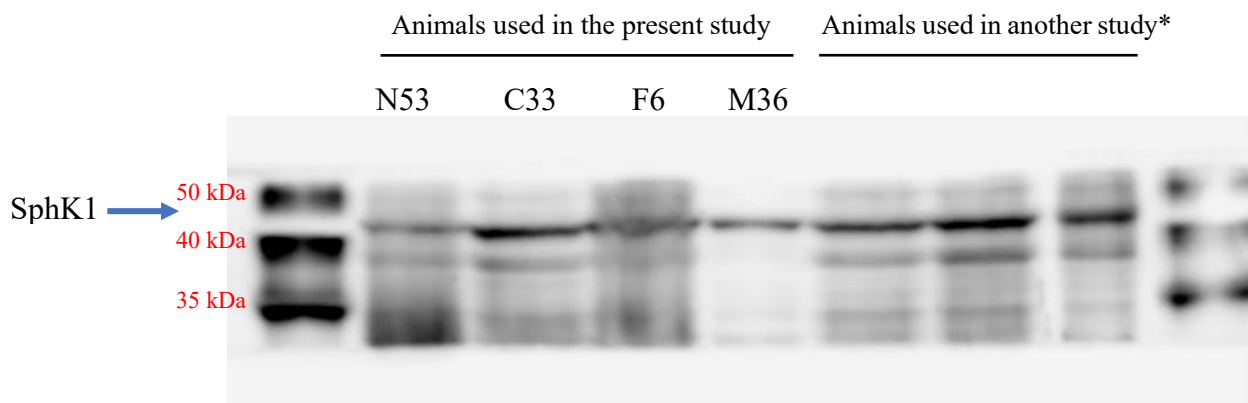 Animals used in the present study
Animals used in another study*
N53
C33
F6
M36
50 kDa
SphK1
40 kDa
35 kDa